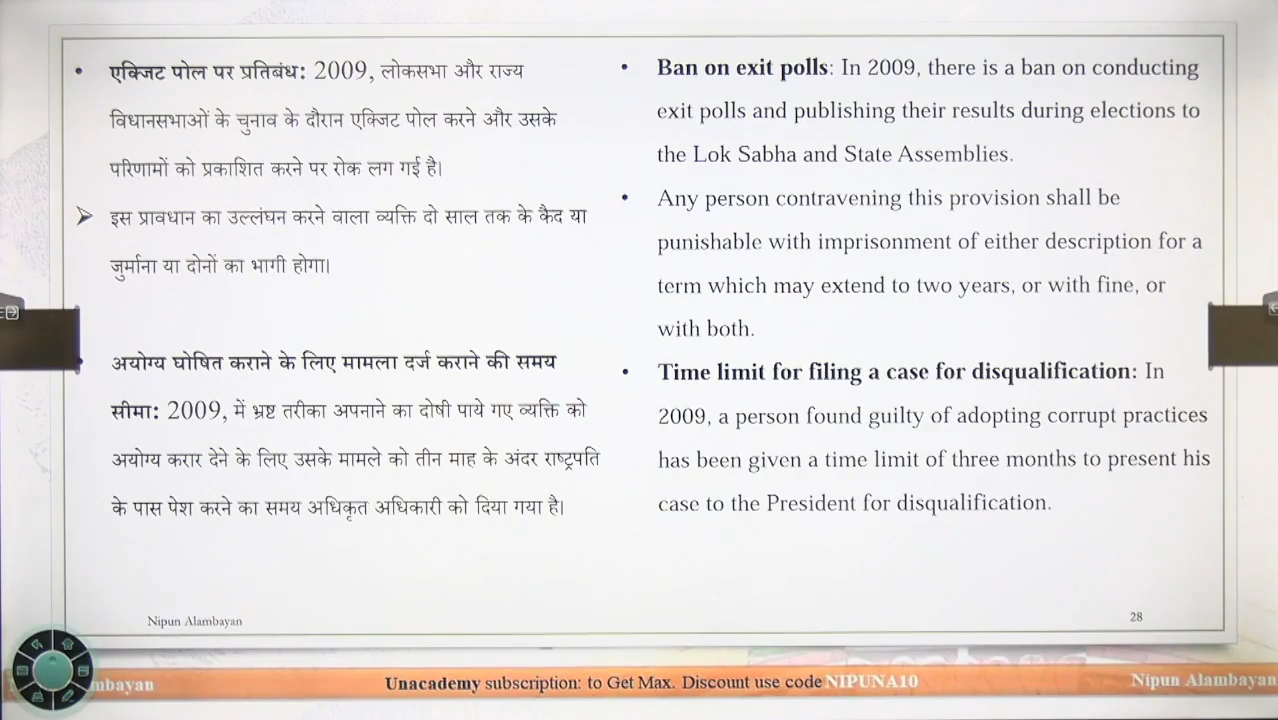 • एक्जिट पोल पर प्रतिबंध: 2009, लोकसभा और राज्य
विधानसभाओं के चुनाव के दौरान एक्जिट पोल करने और उसके
परिणामों को प्रकाशित करने पर रोक लग गई है।
➢ इस प्रावधान का उल्लंघन करने वाला व्यक्ति दो साल तक के कैद या
जुर्माना या दोनों का भागी होगा।
• अयोग्य घोषित कराने के लिए मामला दर्ज कराने की समय
सीमा: 2009, में भ्रष्ट तरीका अपनाने का दोषी पाये गए व्यक्ति को
अयोग्य करार देने के लिए उसके मामले को तीन माह के अंदर राष्ट्रपति
के पास पेश करने का समय अधिकृत अधिकारी को दिया गया है।
• Ban on exit polls: In 2009, there is a ban on conducting
exit polls and publishing their results during elections to
the Lok Sabha and State Assemblies.
• Any person contravening this provision shall be
punishable with imprisonment of either description for a
term which may extend to two years, or with fine, or
with both.
• Time limit for filing a case for disqualification: In
2009, a person found guilty of adopting corrupt practices
has been given a time limit of three months to present his
case to the President for disqualification.
Nipun Alambayan
28
Unacademy subscription: to Get Max. Discount use code NIPUNA10
Nipun Alambayan